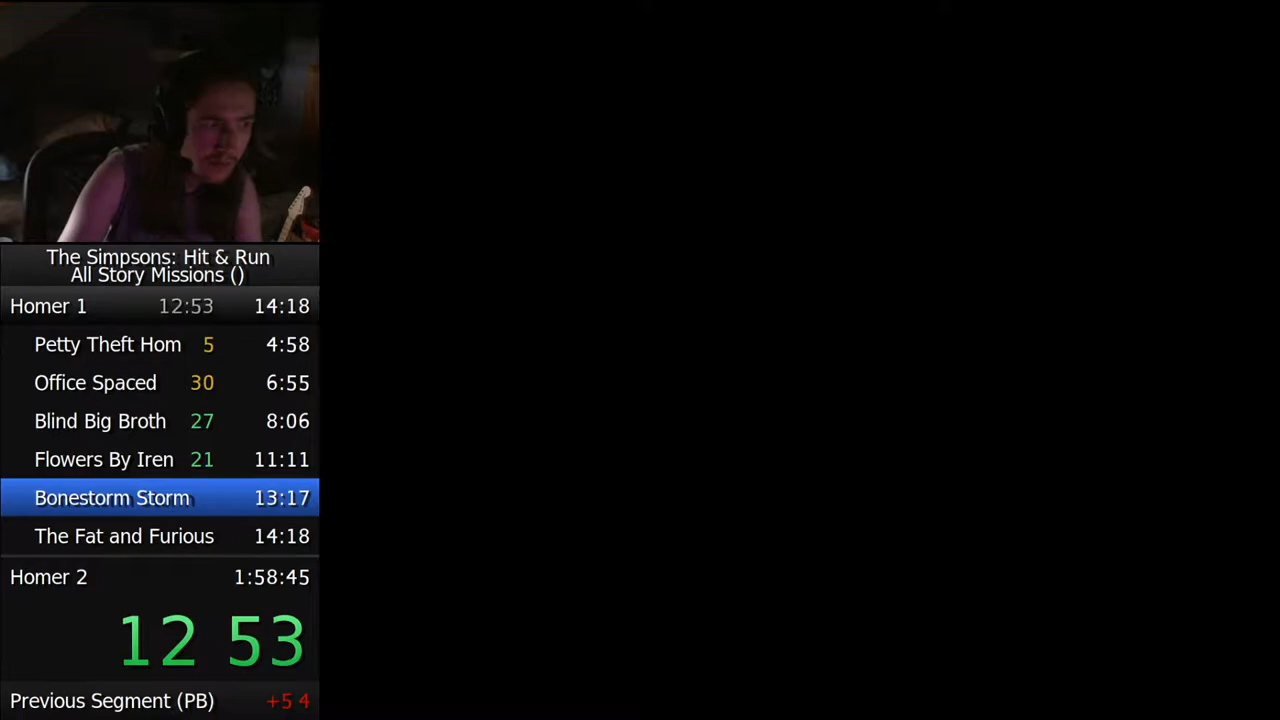 The Simpsons: Hit & Run
All Story Missions ()
Homer 1 12:53 14:18
Petty Theft Hom 5 4:58
Office Spaced 30 6:55
Blind Big Broth 27 8:06
Flowers By Iren 21 11:11
Bonestorm Storm 13:17
The Fat and Furious 14:18
Homer 2 1:58:45
12 53
Previous Segment (PB) +5 4